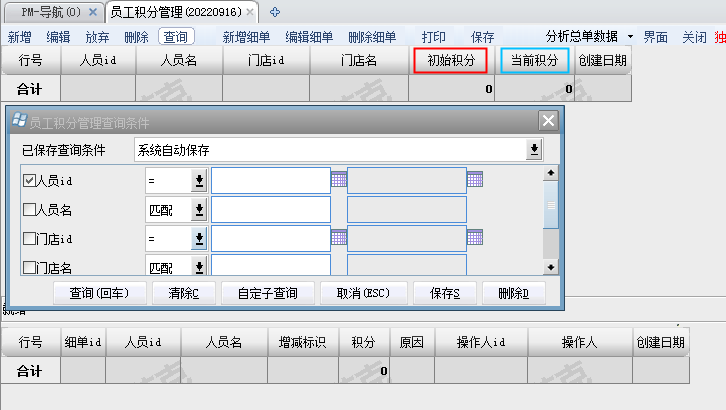 PM-导航(0) × 员工积分管理(20220916) ×
新增 编辑 放弃 删除 查询 新增细单 编辑细单 删除细单 打印 保存 分析总单数据 界面 关闭 独
行号 人员id 人员名 门店id 门店名 初始积分 当前积分 创建日期
合计 0 0
员工积分管理查询条件
已保存查询条件 系统自动保存
人员id =
人员名 匹配
门店id =
门店名 匹配
查询(回车) 清除C 自定子查询 取消(ESC) 保存S 删除D
就绪
行号 细单id 人员id 人员名 增减标识 积分 原因 操作人id 操作人 创建日期
合计 0